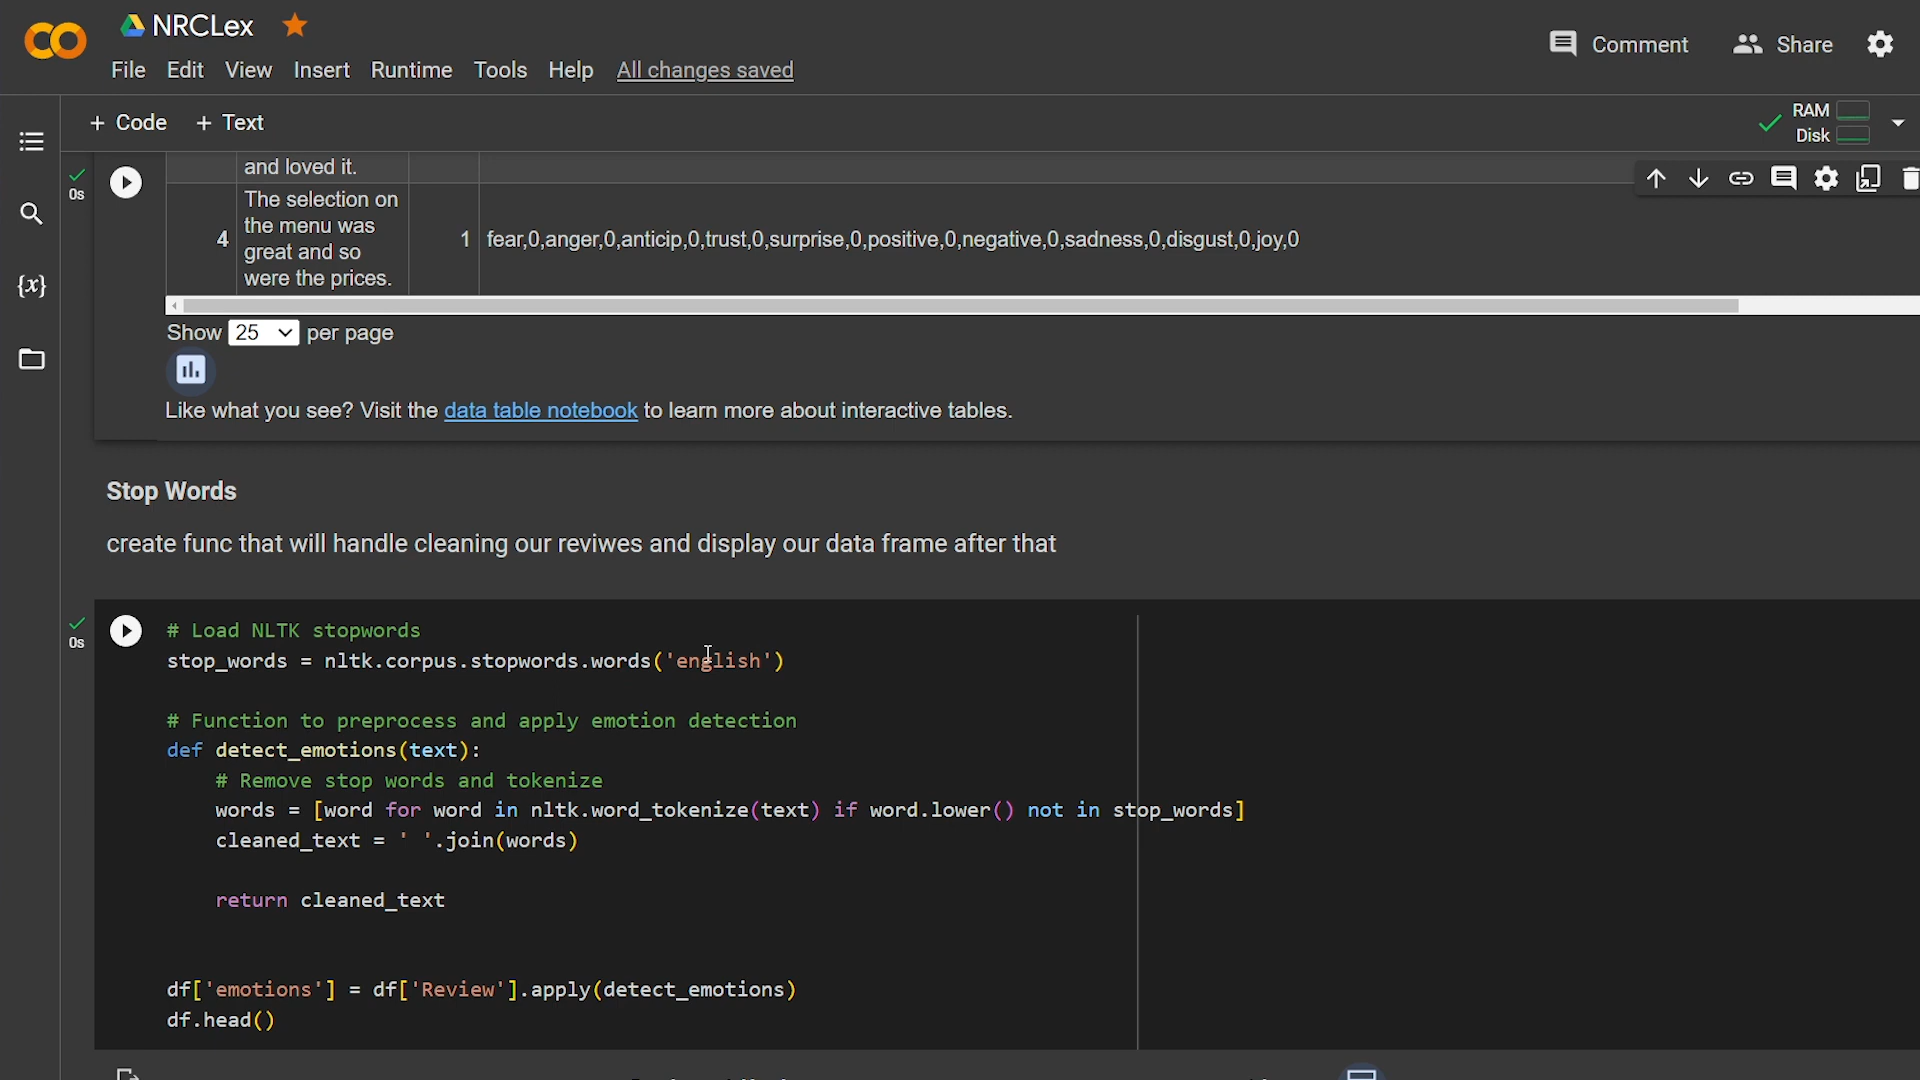 NRCLex
File Edit View Insert Runtime Tools Help All changes saved
Comment Share
+ Code + Text
RAM
Disk
0s
and loved it.
4 The selection on the menu was great and so were the prices. 1 fear,0,anger,0,anticip,0,trust,0,surprise,0,positive,0,negative,0,sadness,0,disgust,0,joy,0
{x}
Show 25 per page
Like what you see? Visit the data table notebook to learn more about interactive tables.
Stop Words
create func that will handle cleaning our reviwes and display our data frame after that
0s
# Load NLTK stopwords
stop_words = nltk.corpus.stopwords.words('english')
# Function to preprocess and apply emotion detection
def detect_emotions(text):
# Remove stop words and tokenize
words = [word for word in nltk.word_tokenize(text) if word.lower() not in stop_words]
cleaned_text = ' '.join(words)
return cleaned_text
df['emotions'] = df['Review'].apply(detect_emotions)
df.head()